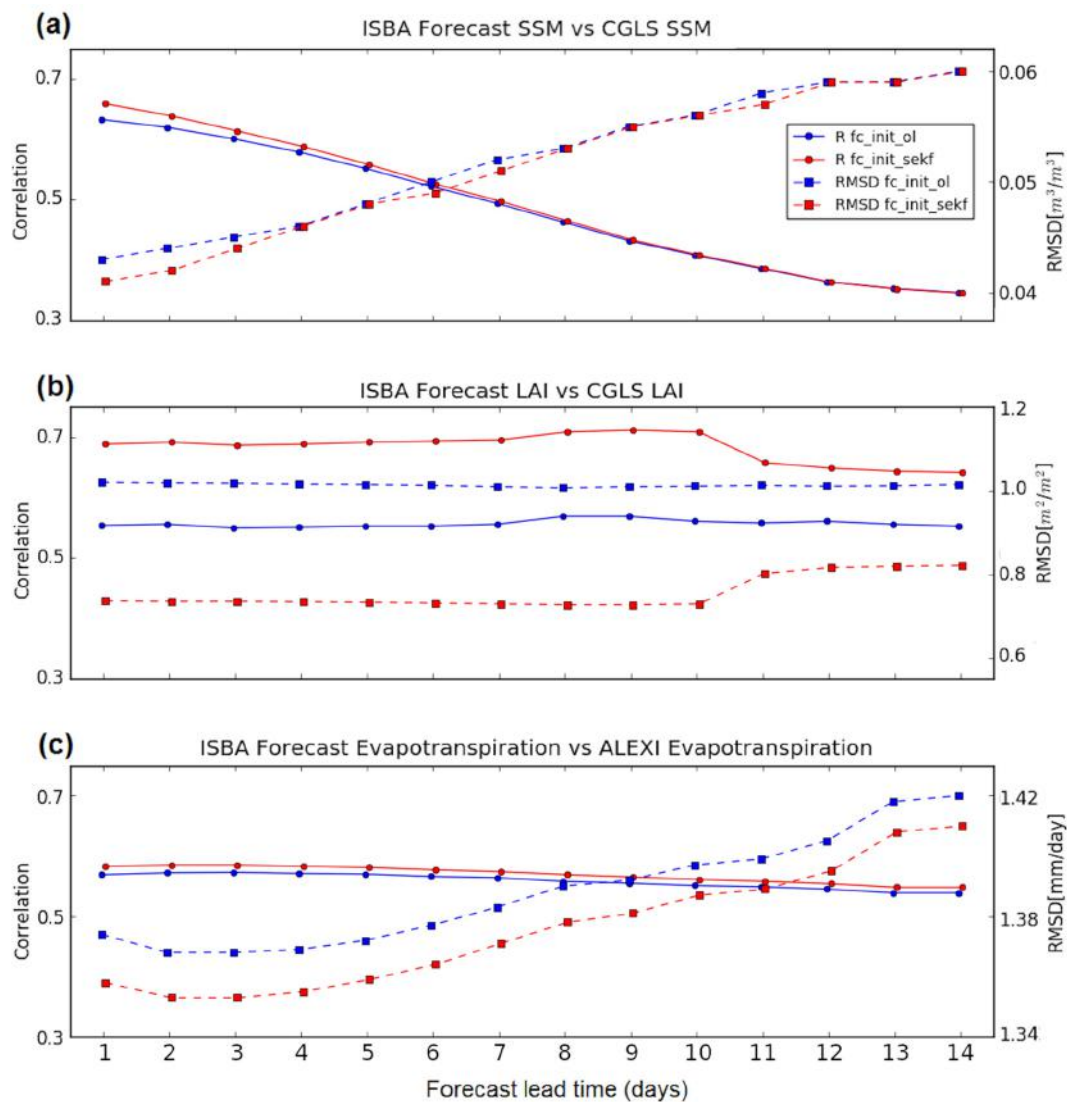 (a)
ISBA Forecast SSM vs CGLS SSM
0.7
0.5
0.3
Correlation
0.06
0.05
0.04
RMSD[m³/m³]
R fc_init_ol
R fc_init_sekf
RMSD fc_init_ol
RMSD fc_init_sekf
(b)
ISBA Forecast LAI vs CGLS LAI
0.7
0.5
0.3
Correlation
1.2
1.0
0.8
0.6
RMSD[m²/m²]
(c)
ISBA Forecast Evapotranspiration vs ALEXI Evapotranspiration
0.7
0.5
0.3
Correlation
1.42
1.38
1.34
RMSD[mm/day]
1 2 3 4 5 6 7 8 9 10 11 12 13 14
Forecast lead time (days)